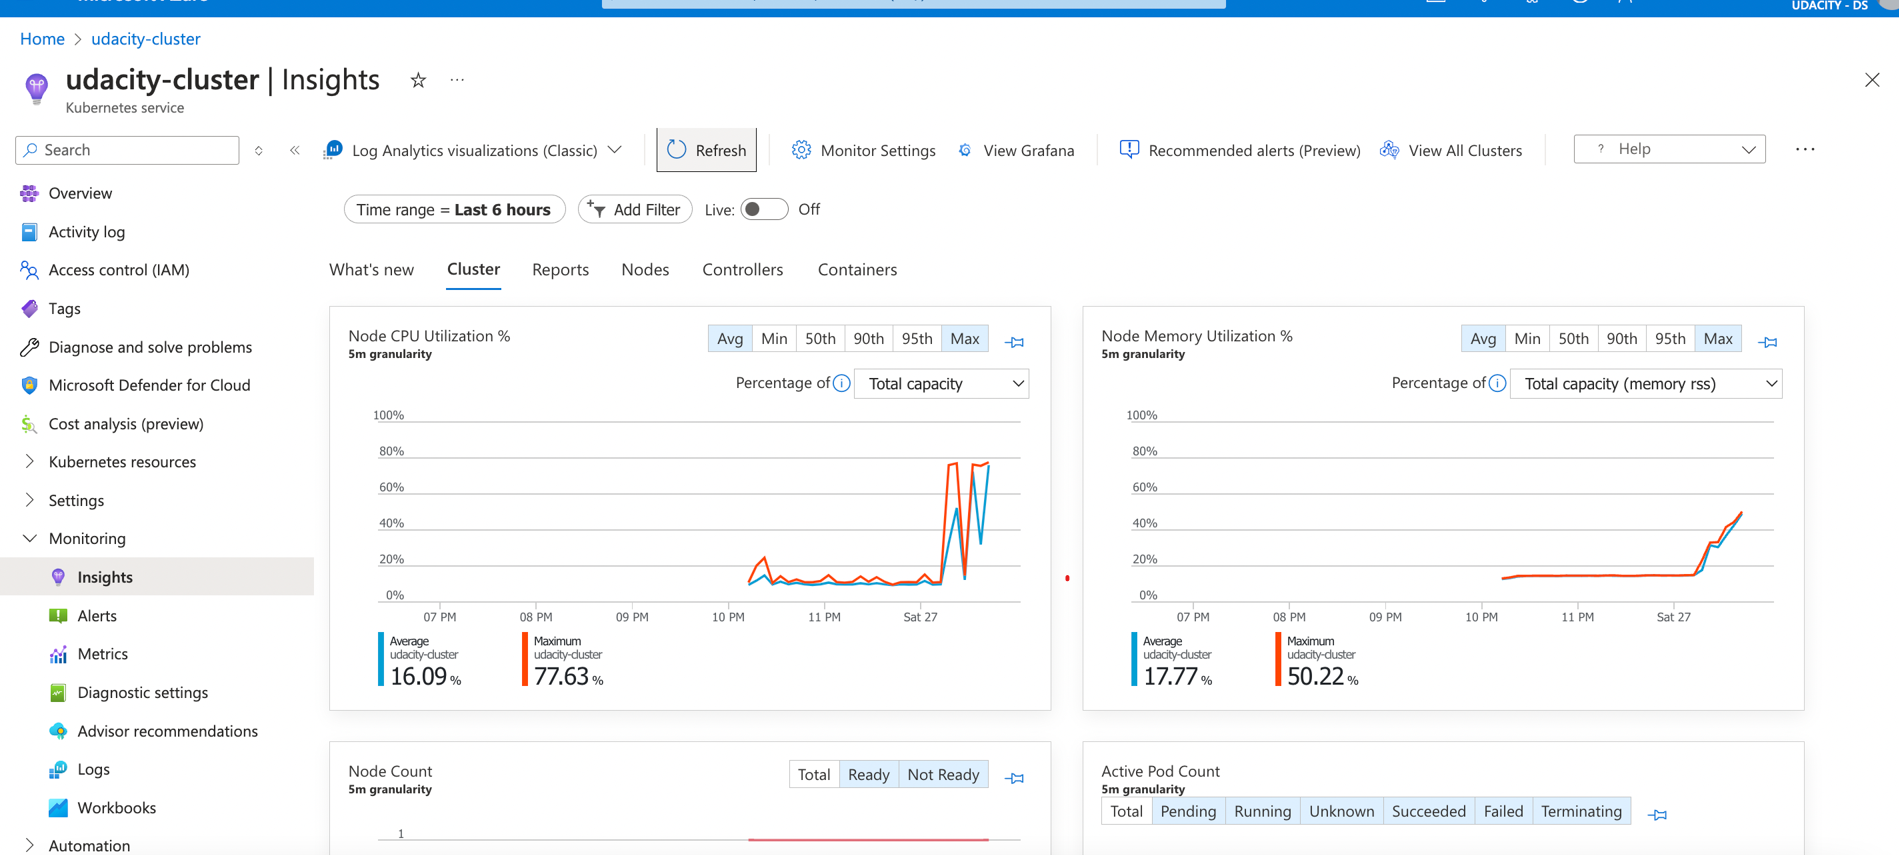 UDACITY - DS
Home > udacity-cluster
udacity-cluster | Insights
Kubernetes service
Search
Log Analytics visualizations (Classic)
Refresh
Monitor Settings
View Grafana
Recommended alerts (Preview)
View All Clusters
? Help
Overview
Activity log
Access control (IAM)
Tags
Diagnose and solve problems
Microsoft Defender for Cloud
Cost analysis (preview)
Kubernetes resources
Settings
Monitoring
Insights
Alerts
Metrics
Diagnostic settings
Advisor recommendations
Logs
Workbooks
Automation
Time range = Last 6 hours
Add Filter
Live:
Off
What's new
Cluster
Reports
Nodes
Controllers
Containers
Node CPU Utilization %
5m granularity
Avg Min 50th 90th 95th Max
Percentage of
Total capacity
100%
80%
60%
40%
20%
0%
07 PM 08 PM 09 PM 10 PM 11 PM Sat 27
Average
udacity-cluster
16.09 %
Maximum
udacity-cluster
77.63 %
Node Memory Utilization %
5m granularity
Avg Min 50th 90th 95th Max
Percentage of
Total capacity (memory rss)
100%
80%
60%
40%
20%
0%
07 PM 08 PM 09 PM 10 PM 11 PM Sat 27
Average
udacity-cluster
17.77 %
Maximum
udacity-cluster
50.22 %
Node Count
5m granularity
Total Ready Not Ready
1
Active Pod Count
5m granularity
Total Pending Running Unknown Succeeded Failed Terminating